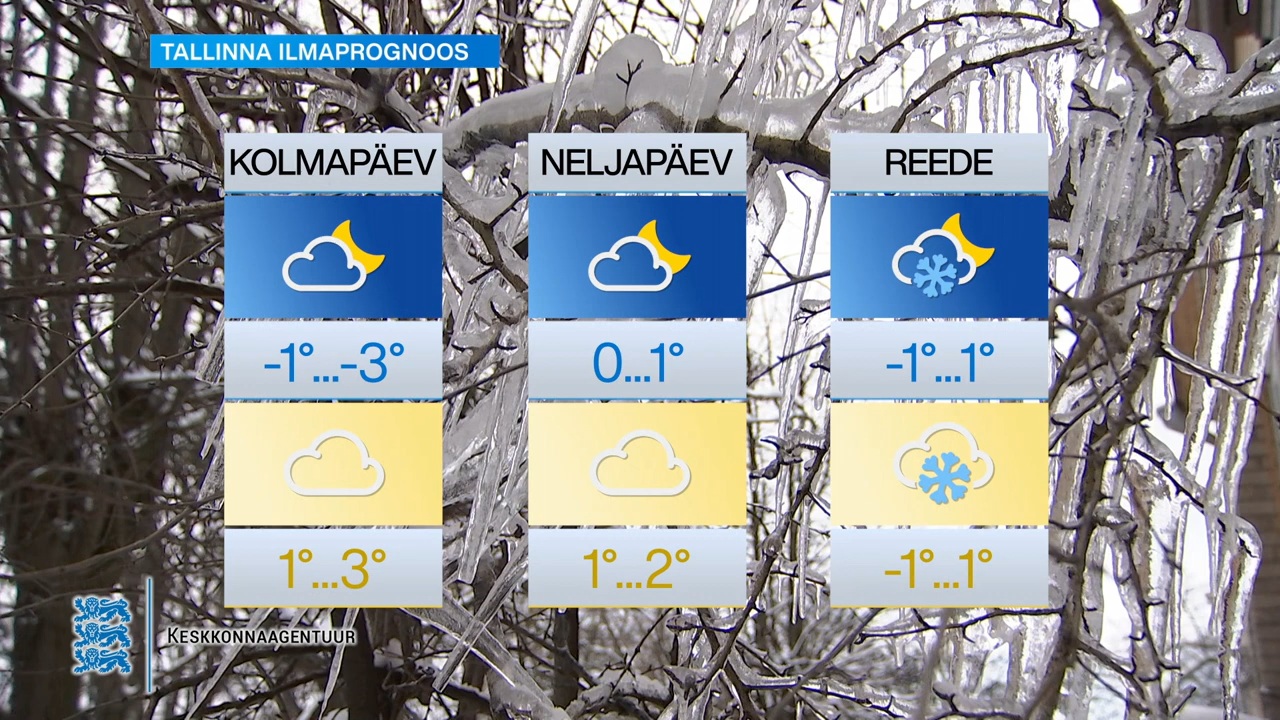 TALLINNA ILMAPROGNOOS
KOLMAPÄEV
-1°...-3°
1°...3°
NELJAPÄEV
0...1°
1°...2°
REEDE
-1°...1°
-1°...1°
KESKKONNAAGENTUUR